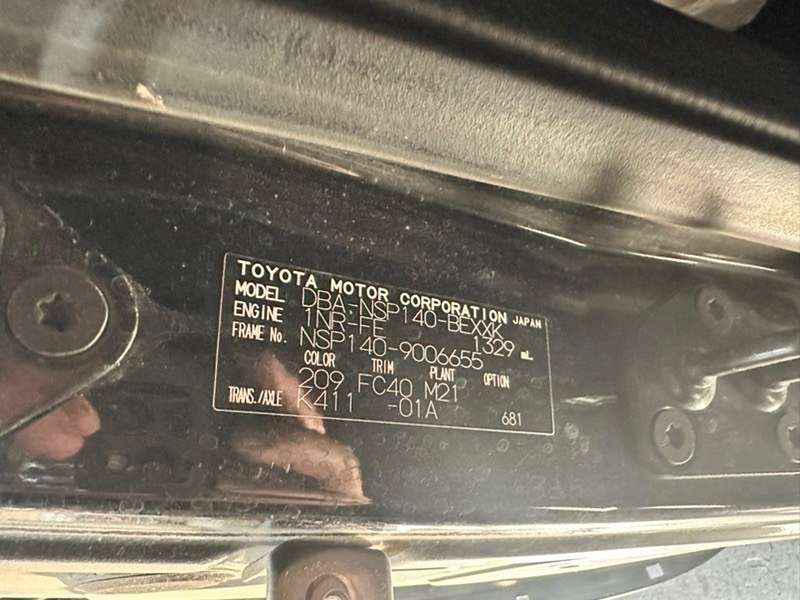 TOYOTA MOTOR CORPORATION JAPAN
MODEL DBA-NSP140-BEXXK
ENGINE 1NR-FE 1329 mL
FRAME No. NSP140-9006655
COLOR TRIM PLANT OPTION
209 FC40 M21
TRANS./AXLE K411 -01A
681